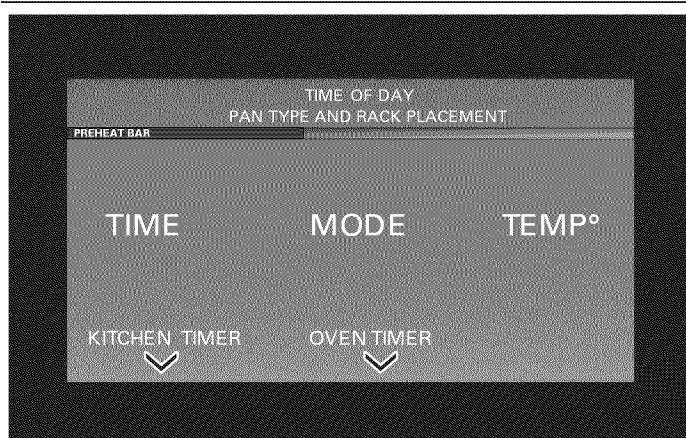 TIME OF DAY
PAN TYPE AND RACK PLACEMENT
PREHEAT BAR
TIME MODE TEMP°
KITCHEN TIMER OVEN TIMER